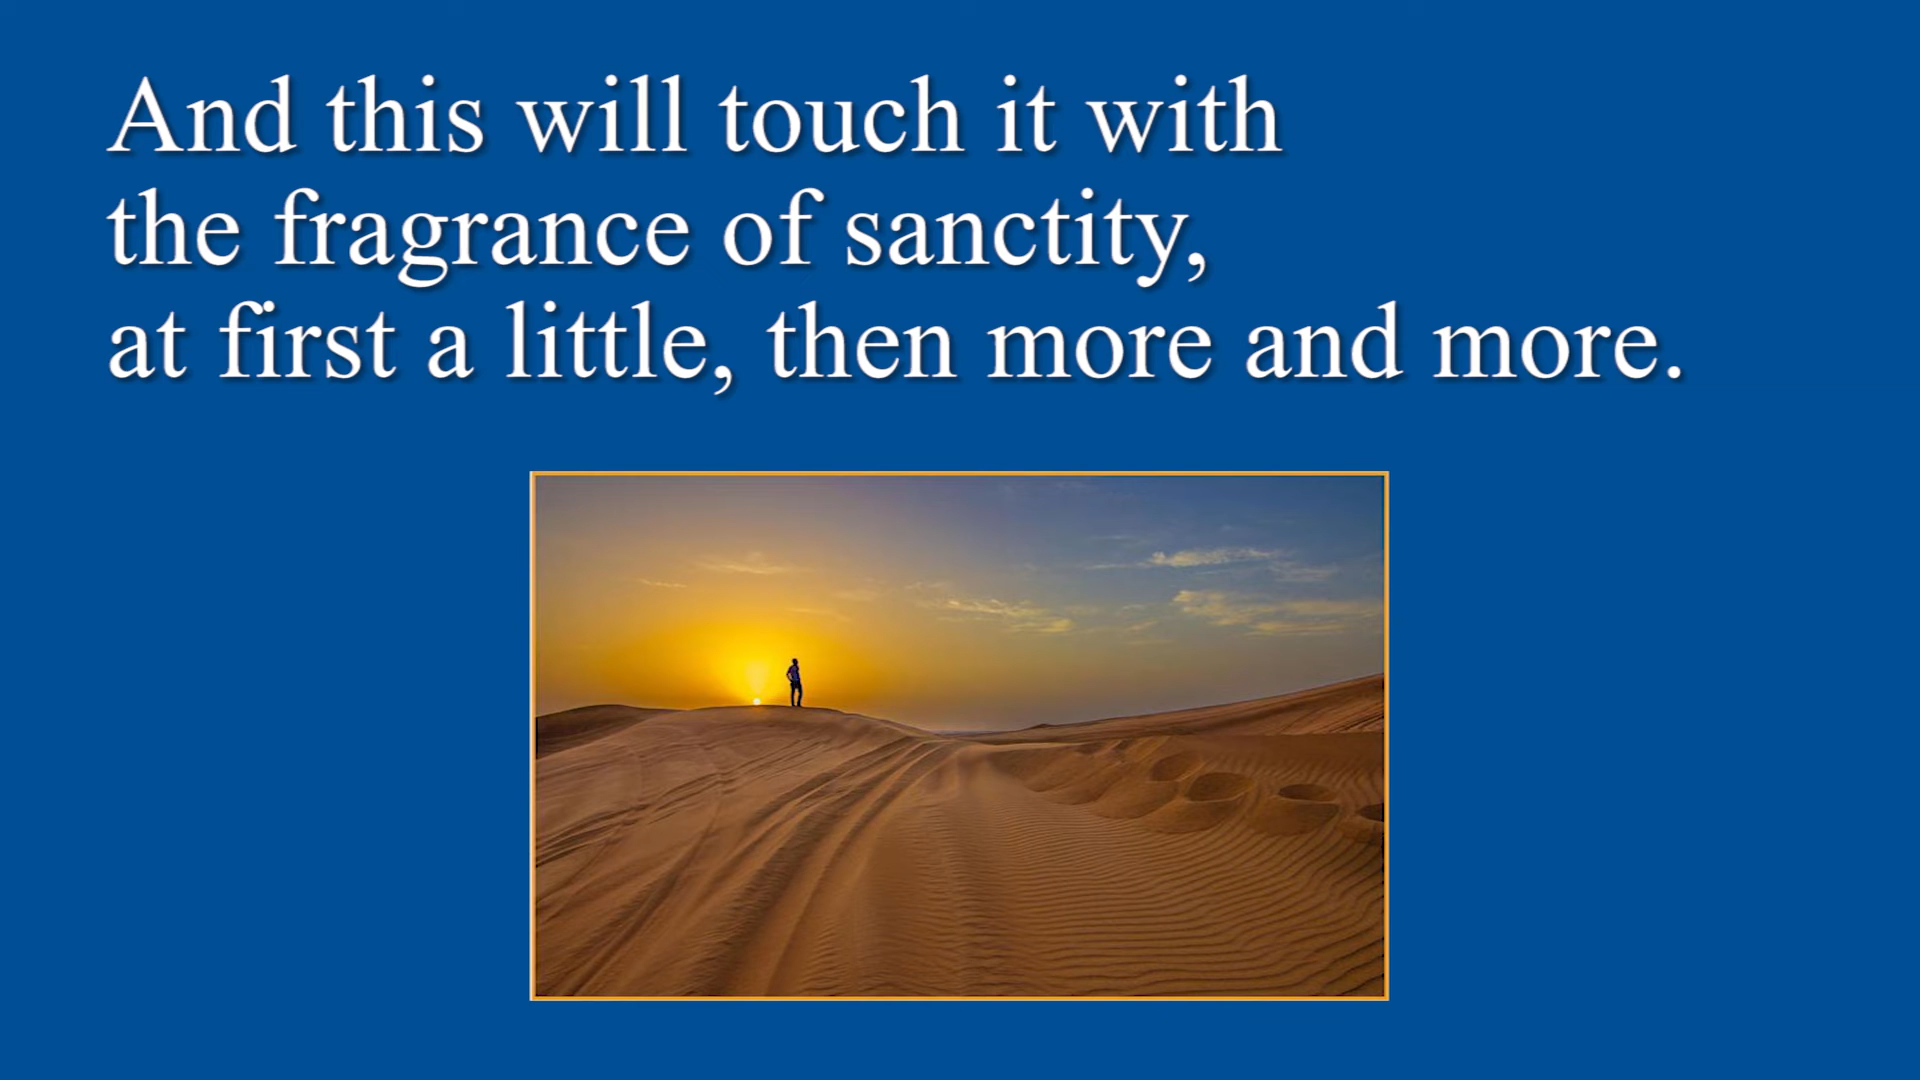 And this will touch it with
the fragrance of sanctity,
at first a little, then more and more.